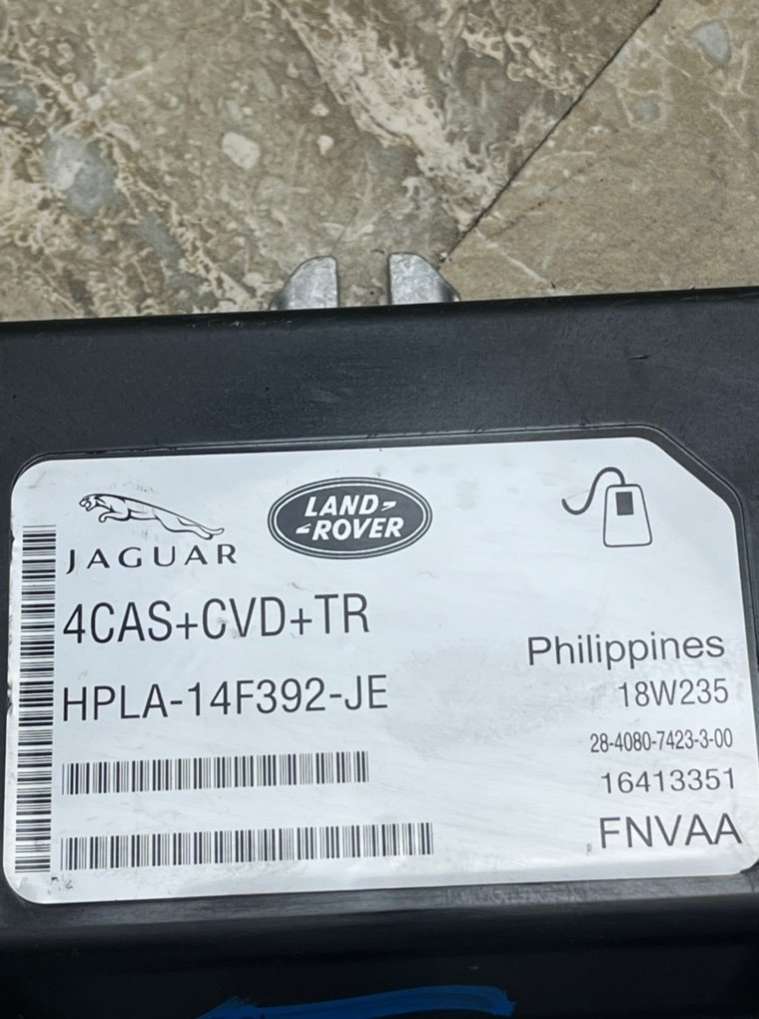 JAGUAR
LAND-
-ROVER
4CAS+CVD+TR
HPLA-14F392-JE
Philippines
18W235
28-4080-7423-3-00
16413351
FNVAA